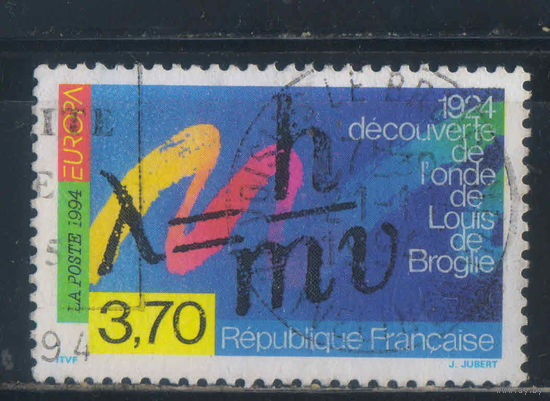 EUROPA
LA POSTE 1994
1924
découverte
de
l'onde
de
Louis
de
Broglie
λ = h
mv
3,70
République Française
ITVF
J. JUBERT
94